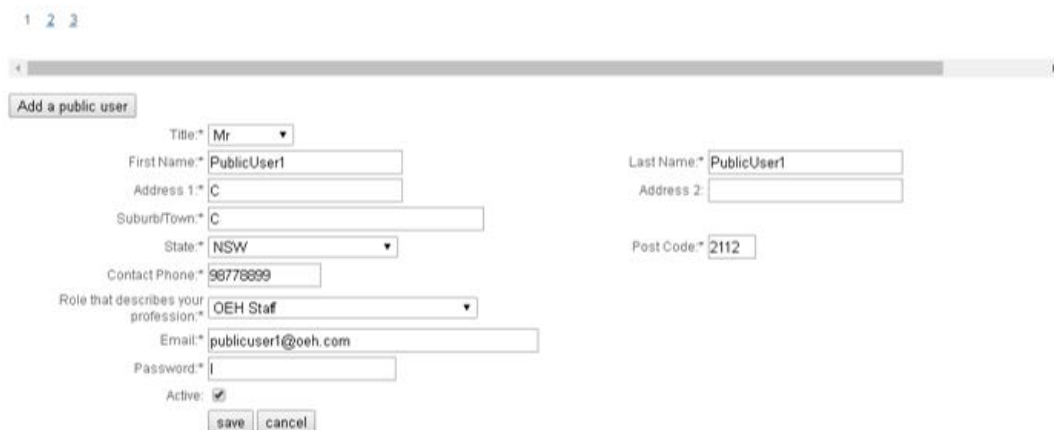 1 2 3
Add a public user
Title:* Mr
First Name:* PublicUser1 Last Name:* PublicUser1
Address 1:* C Address 2:
Suburb/Town:* C
State:* NSW Post Code:* 2112
Contact Phone:* 98778899
Role that describes your
profession:* OEH Staff
Email:* publicuser1@oeh.com
Password:*
Active:
save cancel